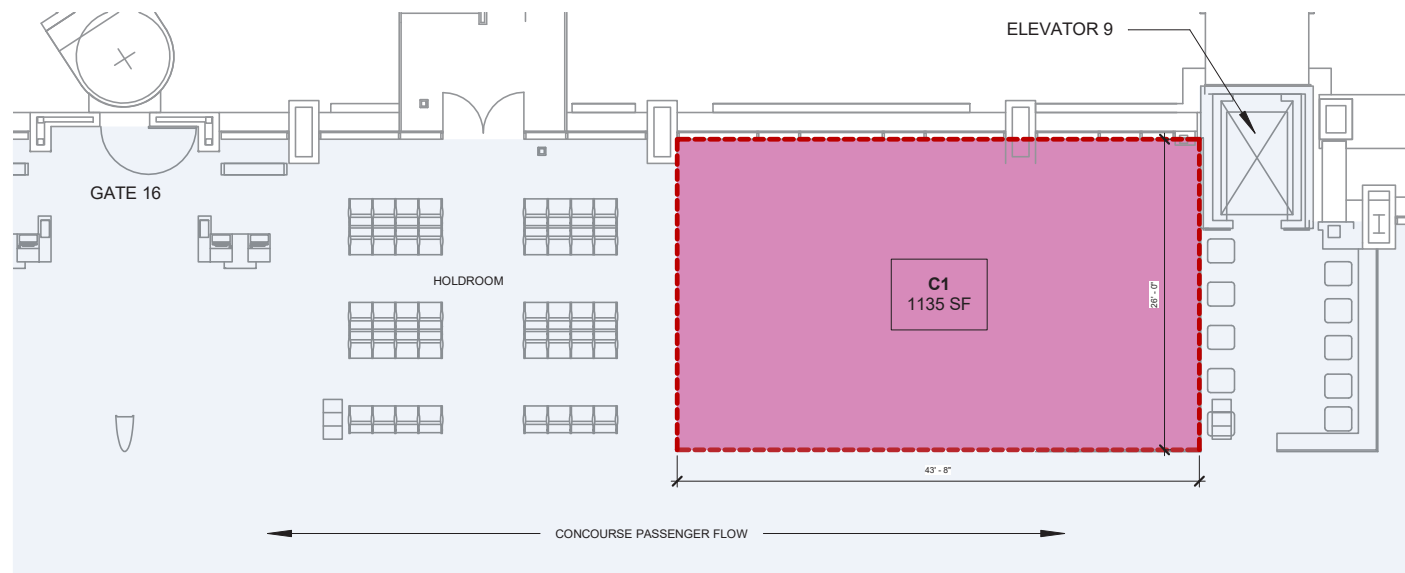 ELEVATOR 9
GATE 16
HOLDROOM
C1
1135 SF
26' - 0"
43' - 8"
CONCOURSE PASSENGER FLOW